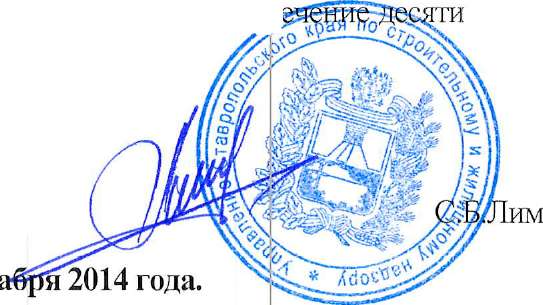 ечение десяти
Управление Ставропольского края по строительному и жилищному надзору *
С.Б.Лим
абря 2014 года.